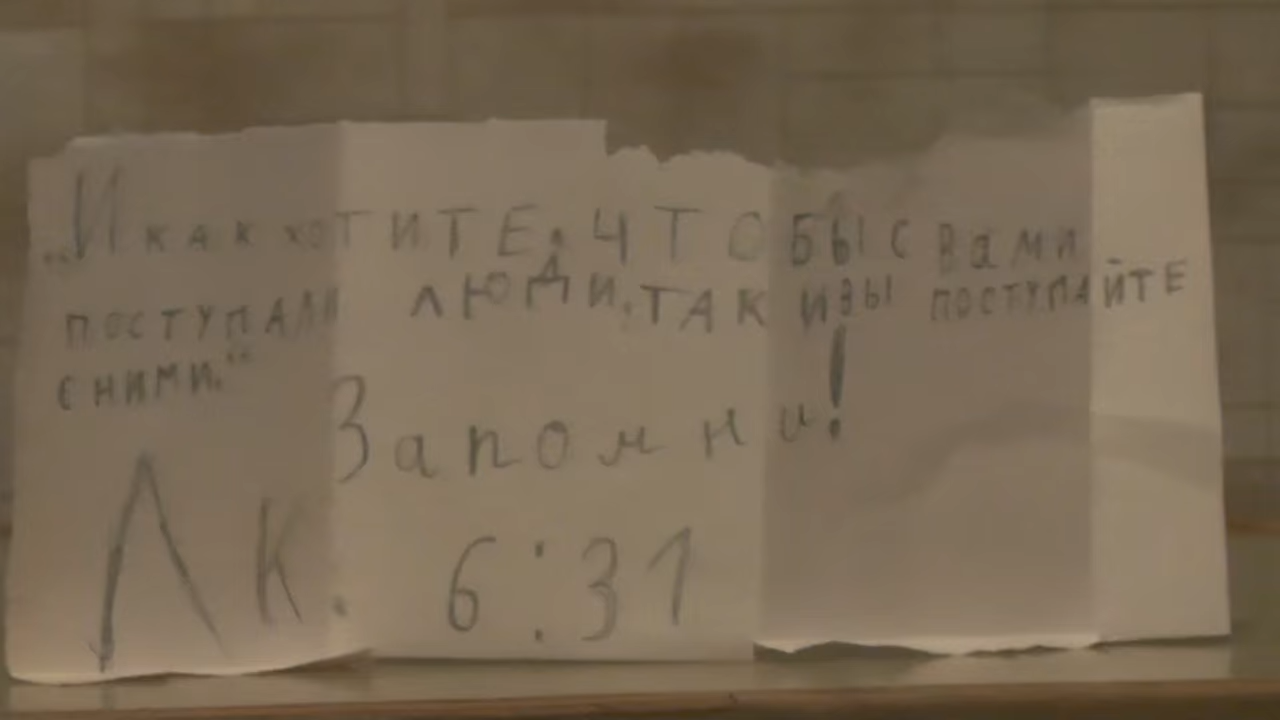 „И как хотите, чтобы с вами
поступали люди, так и вы поступайте
с ними.“
Запомни!
Лк. 6:31